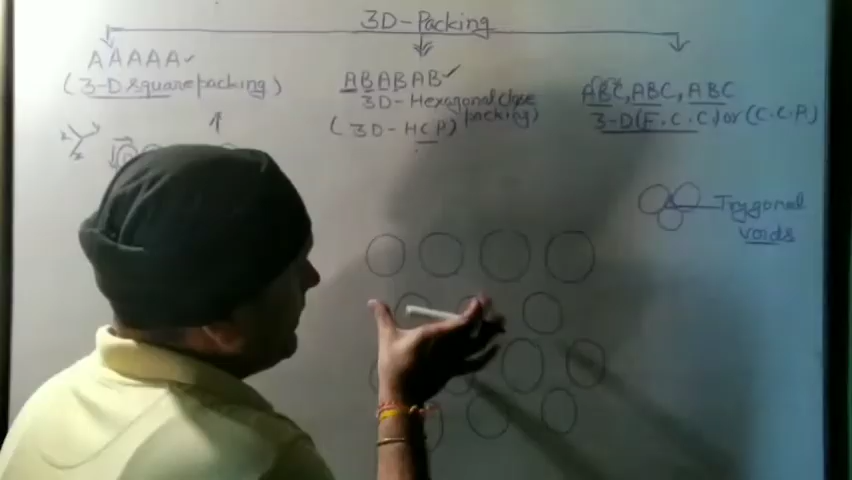 3D-Packing
AAAAA✓
(3-D square packing)
ABABAB✓
3D-Hexagonal close
packing)
(3D-HCP)
ABC, ABC, ABC
3-D(F.C.C) or (C.C.P)
Trygonal
voids